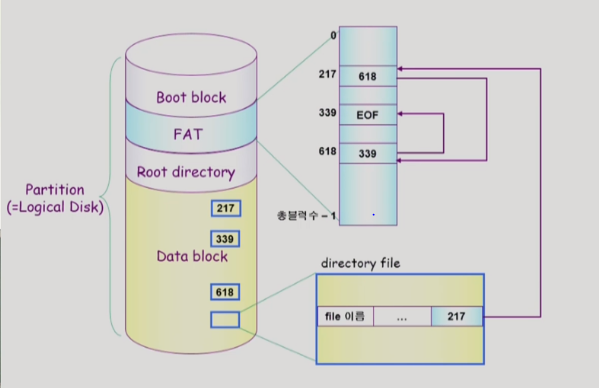 Boot block
FAT
Root directory
Partition
(=Logical Disk)
217
339
Data block
618
0
217 618
339 EOF
618 339
총블럭수 – 1
directory file
file 이름 ... 217